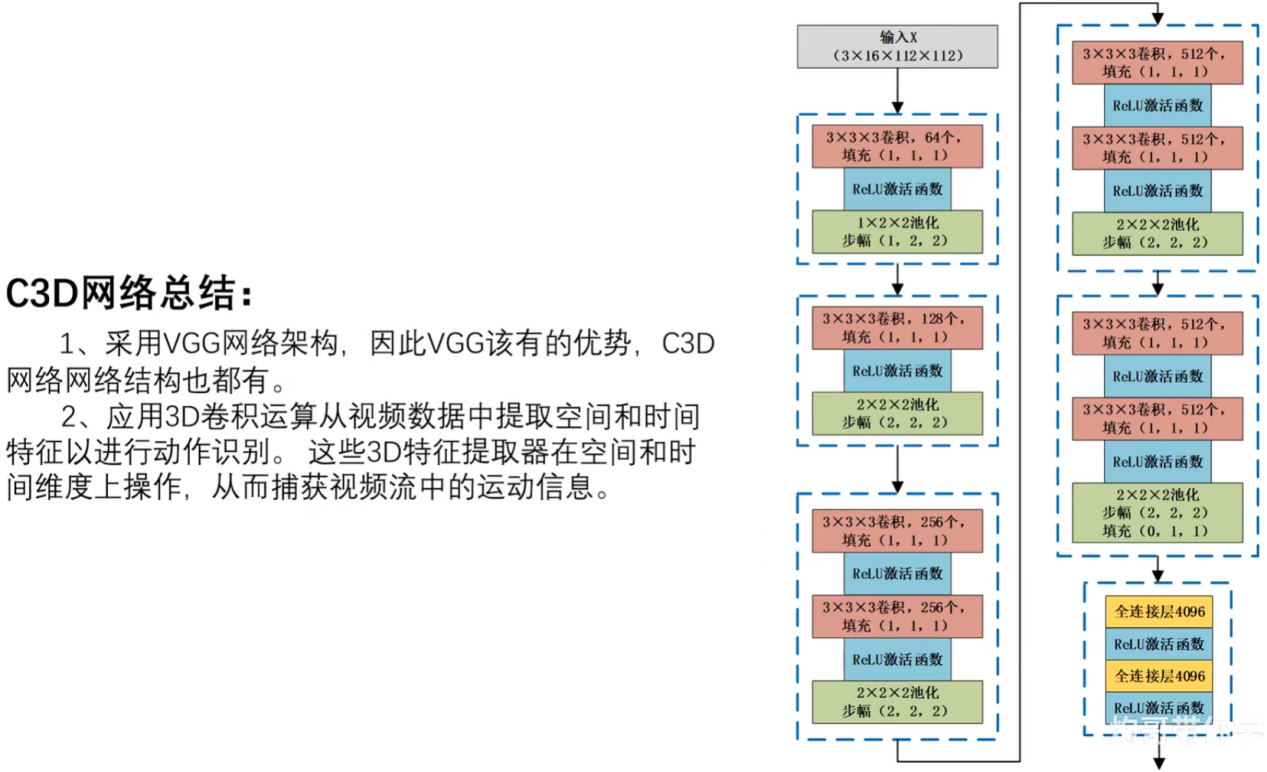 C3D网络总结：
1、采用VGG网络架构，因此VGG该有的优势，C3D
网络网络结构也都有。
2、应用3D卷积运算从视频数据中提取空间和时间
特征以进行动作识别。 这些3D特征提取器在空间和时
间维度上操作，从而捕获视频流中的运动信息。
输入X
（3×16×112×112）
3×3×3卷积，64个，
填充（1，1，1）
ReLU激活函数
1×2×2池化
步幅（1，2，2）
3×3×3卷积，128个，
填充（1，1，1）
ReLU激活函数
2×2×2池化
步幅（2，2，2）
3×3×3卷积，256个，
填充（1，1，1）
ReLU激活函数
3×3×3卷积，256个，
填充（1，1，1）
ReLU激活函数
2×2×2池化
步幅（2，2，2）
3×3×3卷积，512个，
填充（1，1，1）
ReLU激活函数
3×3×3卷积，512个，
填充（1，1，1）
ReLU激活函数
2×2×2池化
步幅（2，2，2）
3×3×3卷积，512个，
填充（1，1，1）
ReLU激活函数
3×3×3卷积，512个，
填充（1，1，1）
ReLU激活函数
2×2×2池化
步幅（2，2，2）
填充（0，1，1）
全连接层4096
ReLU激活函数
全连接层4096
ReLU激活函数
炮哥带你学